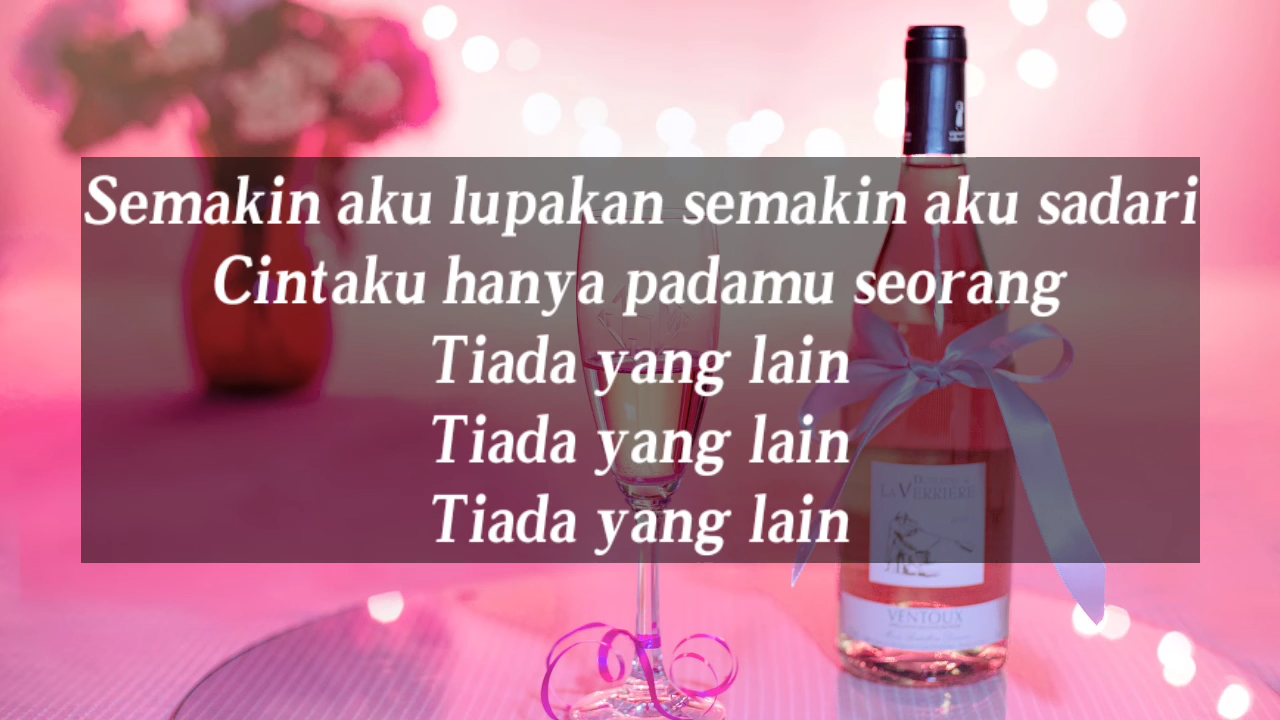 Semakin aku lupakan semakin aku sadari
Cintaku hanya padamu seorang
Tiada yang lain
Tiada yang lain
Tiada yang lain
LA VERRIERE
VENTOUX